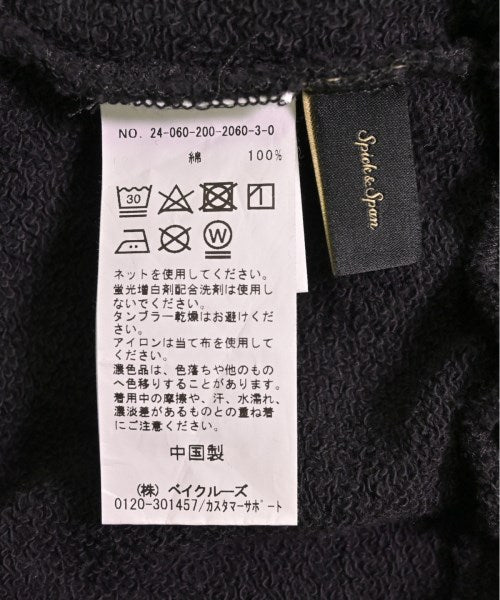 NO. 24-060-200-2060-3-0
綿 100%
30
W
ネットを使用してください。
蛍光増白剤配合洗剤は使用し
ないでください。
タンブラー乾燥はお避けくだ
さい。
アイロンは当て布を使用して
ください。
濃色品は、色落ちや他のもの
へ色移りすることがあります。
着用中の摩擦や、汗、水濡れ、
濃淡差があるものとの重ね着
にご注意ください。
中国製
(株) ベイクルーズ
0120-301457/カスタマーサポート
Spick & Span